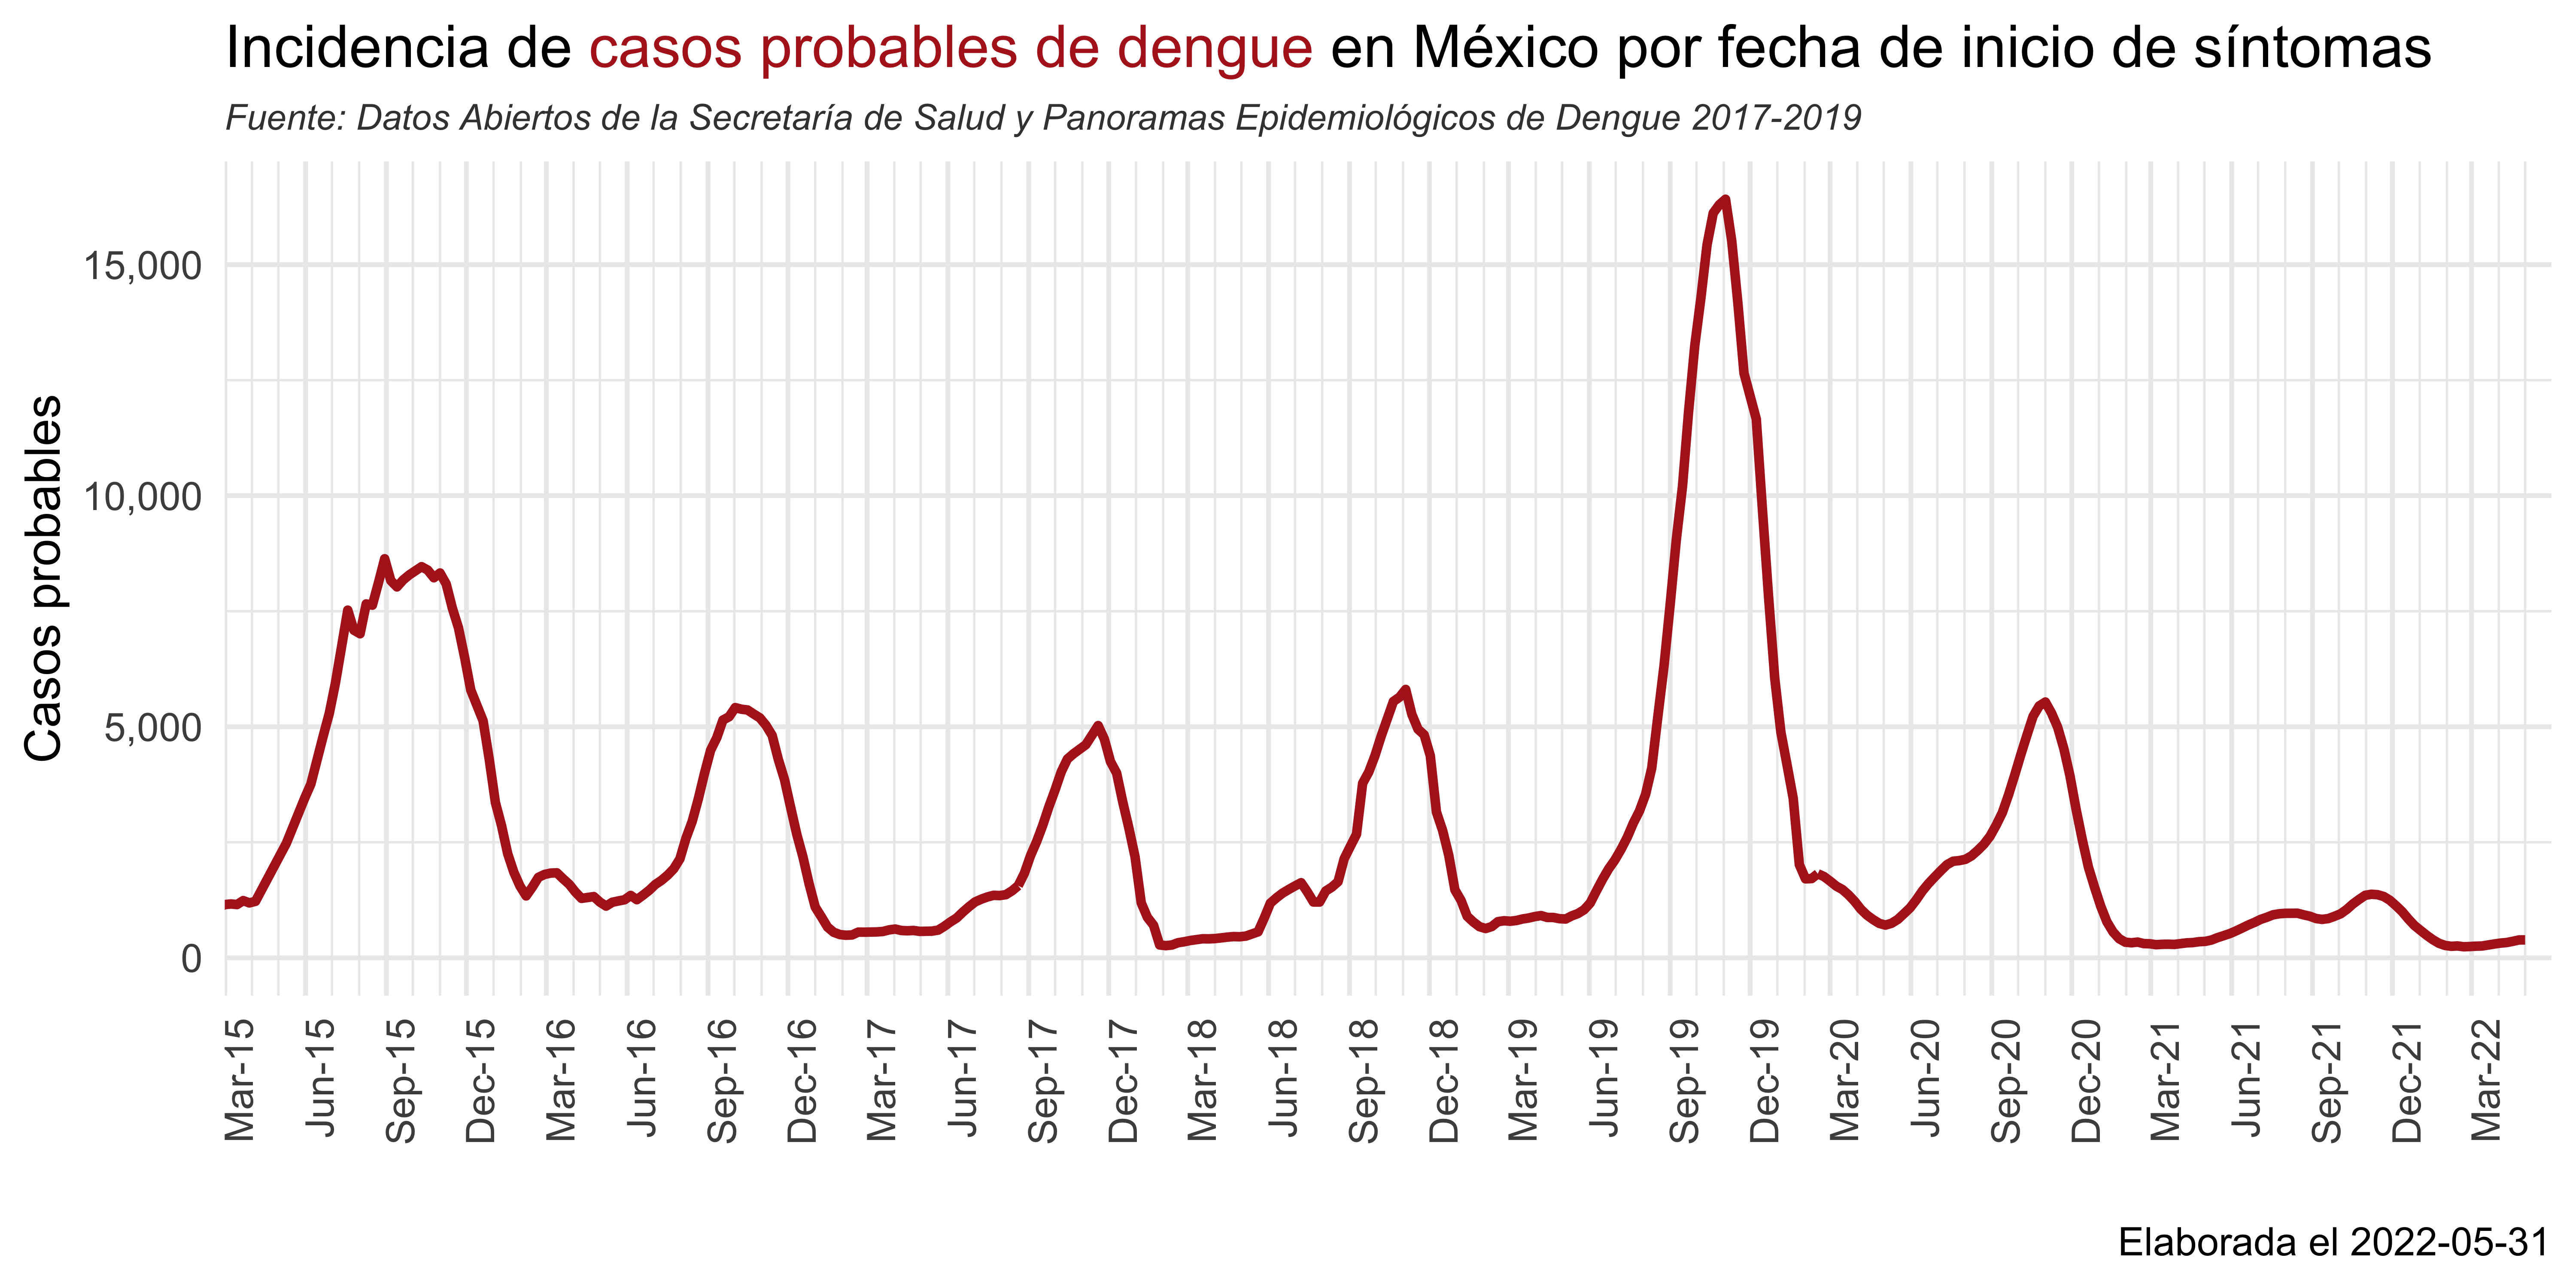 Incidencia de casos probables de dengue en México por fecha de inicio de síntomas
Fuente: Datos Abiertos de la Secretaría de Salud y Panoramas Epidemiológicos de Dengue 2017-2019
Casos probables
15,000
10,000
5,000
0
Mar-15
Jun-15
Sep-15
Dec-15
Mar-16
Jun-16
Sep-16
Dec-16
Mar-17
Jun-17
Sep-17
Dec-17
Mar-18
Jun-18
Sep-18
Dec-18
Mar-19
Jun-19
Sep-19
Dec-19
Mar-20
Jun-20
Sep-20
Dec-20
Mar-21
Jun-21
Sep-21
Dec-21
Mar-22
Elaborada el 2022-05-31